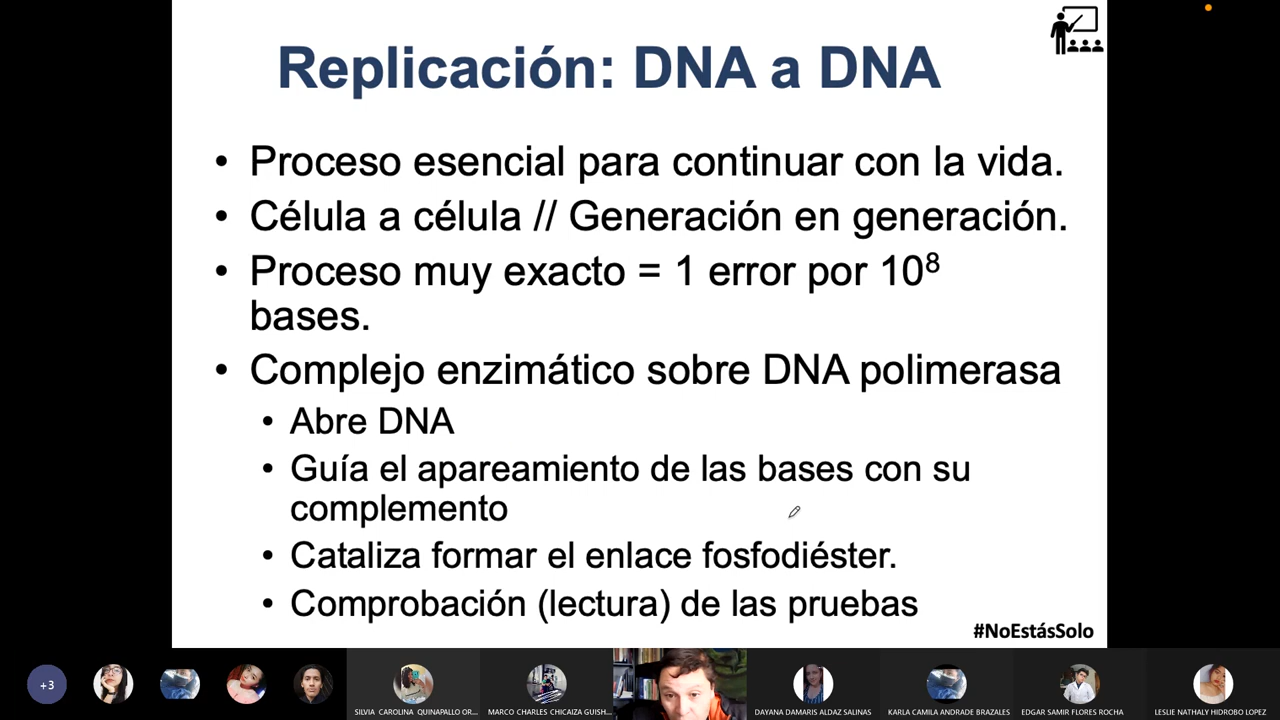 Replicación: DNA a DNA
• Proceso esencial para continuar con la vida.
• Célula a célula // Generación en generación.
• Proceso muy exacto = 1 error por 10⁸
bases.
• Complejo enzimático sobre DNA polimerasa
• Abre DNA
• Guía el apareamiento de las bases con su
complemento
• Cataliza formar el enlace fosfodiéster.
• Comprobación (lectura) de las pruebas
#NoEstásSolo
+3
SILVIA CAROLINA QUINAPALLO OR...
MARCO CHARLES CHICAIZA GUISH...
DAYANA DAMARIS ALDAZ SALINAS
KARLA CAMILA ANDRADE BRAZALES
EDGAR SAMIR FLORES ROCHA
LESLIE NATHALY HIDROBO LOPEZ